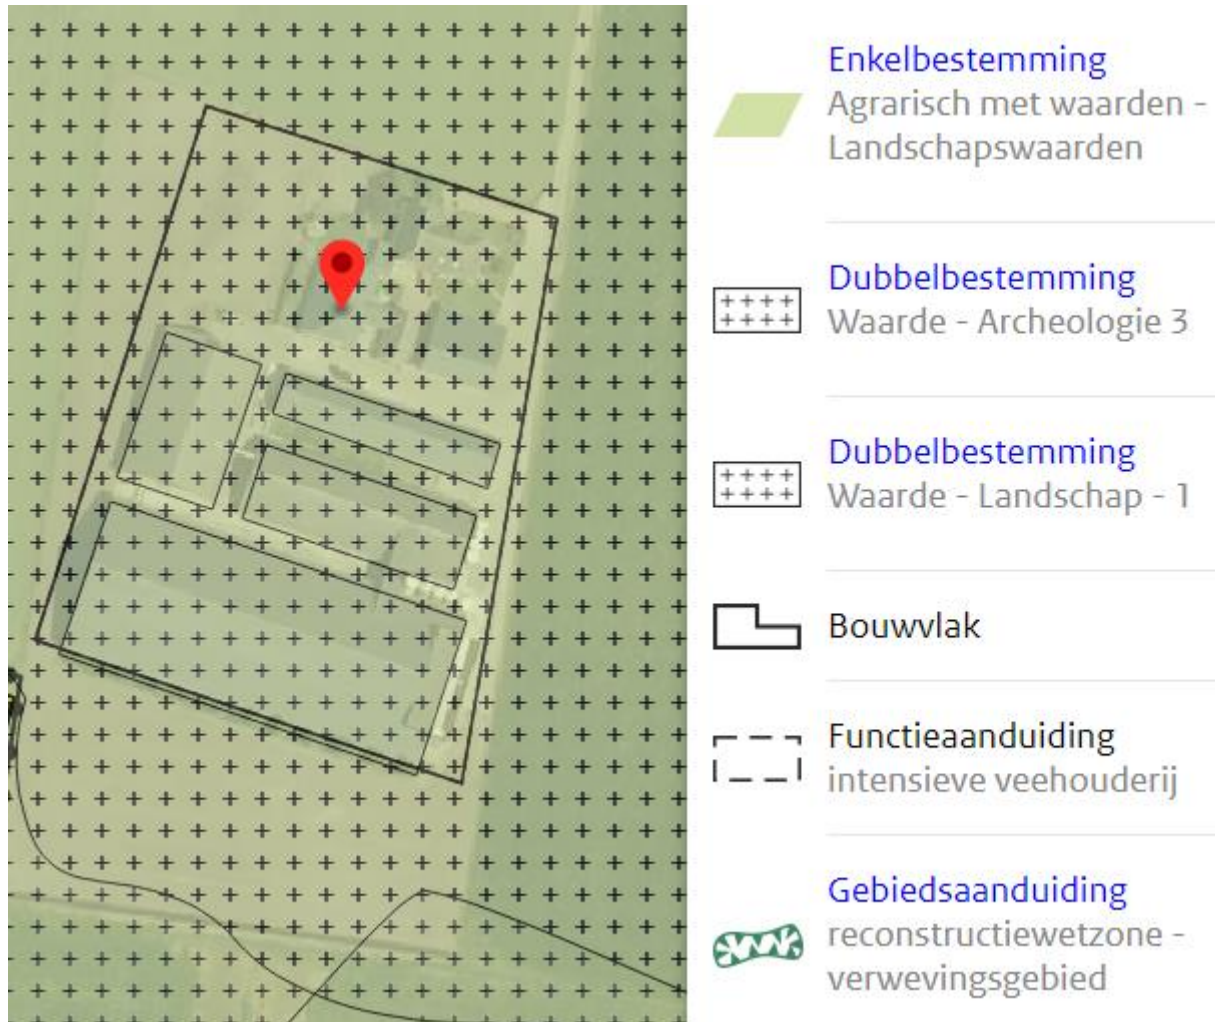 Enkelbestemming
Agrarisch met waarden -
Landschapswaarden
Dubbelbestemming
Waarde - Archeologie 3
Dubbelbestemming
Waarde - Landschap - 1
Bouwvlak
Functieaanduiding
intensieve veehouderij
Gebiedsaanduiding
reconstructiewetzone -
verwevingsgebied